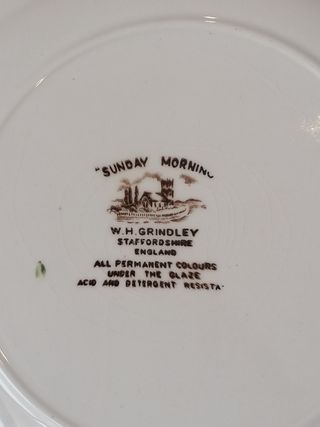 "SUNDAY MORNING
W.H. GRINDLEY
STAFFORDSHIRE
ENGLAND
ALL PERMANENT COLOURS
UNDER THE GLAZE
ACID AND DETERGENT RESISTA